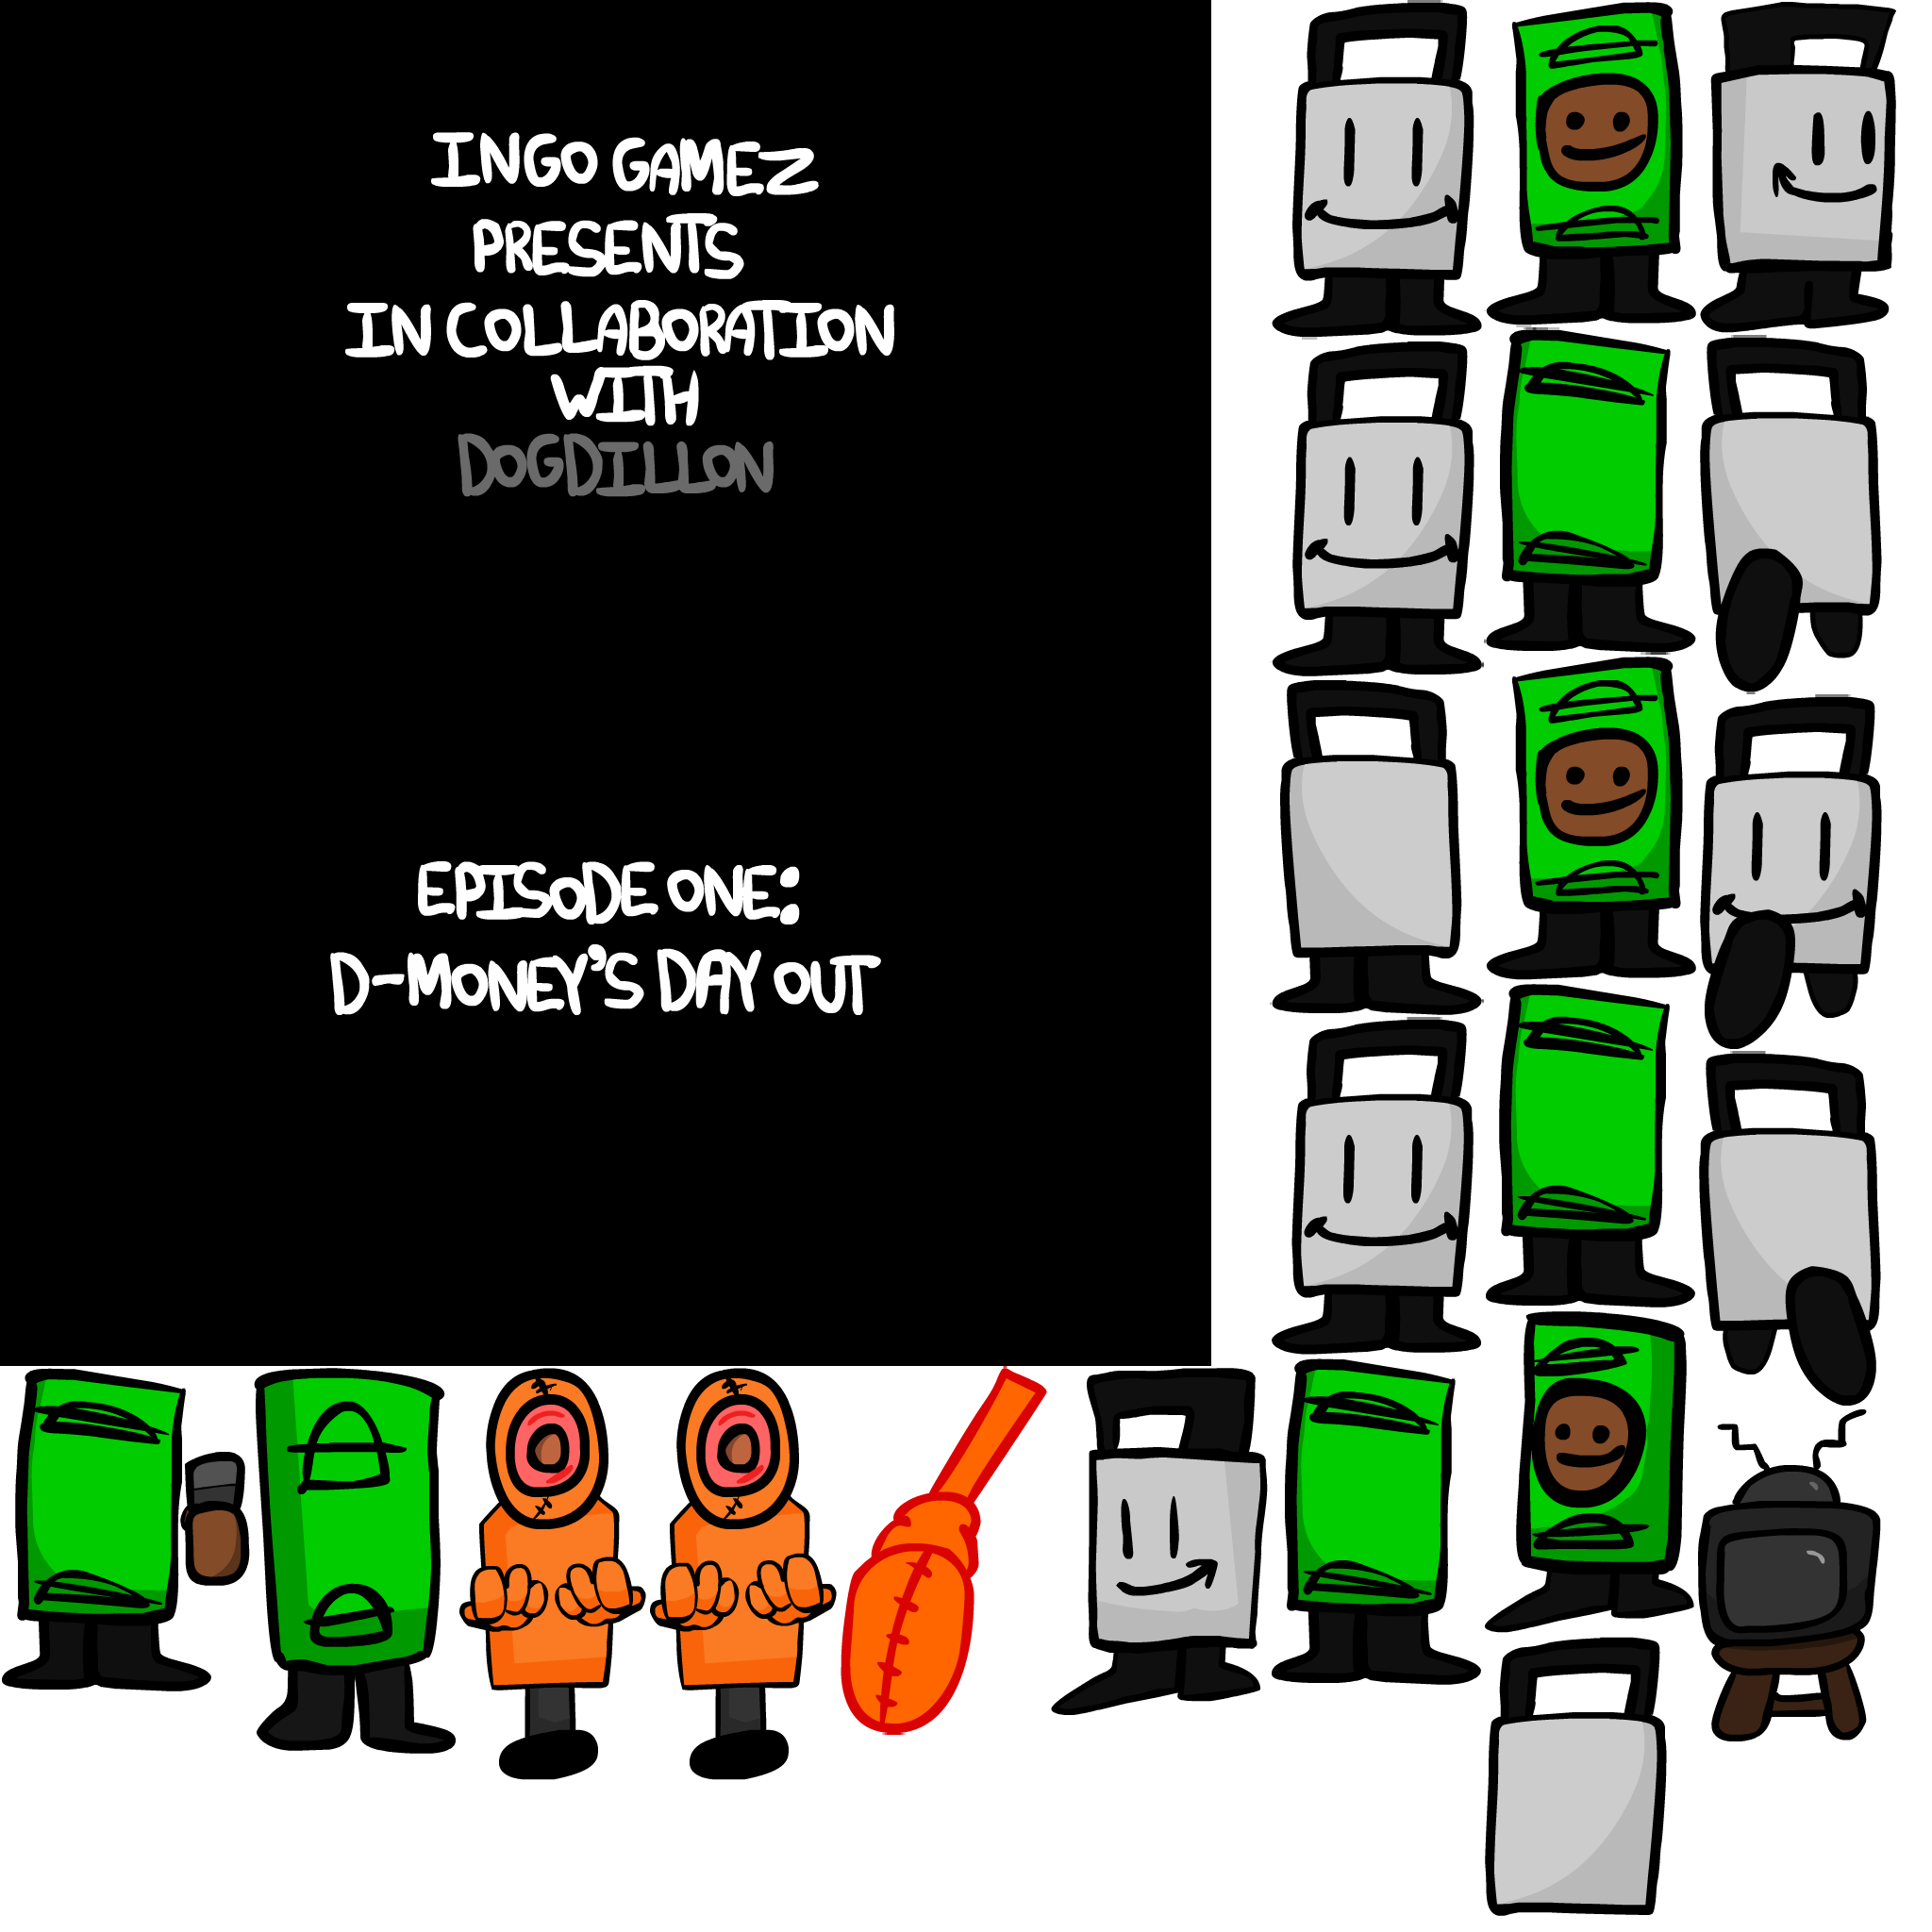 INGO GAMEZ
PRESENTS
IN COLLABORATION
WITH
DOGDILLON
EPISODE ONE:
D-MONEY'S DAY OUT